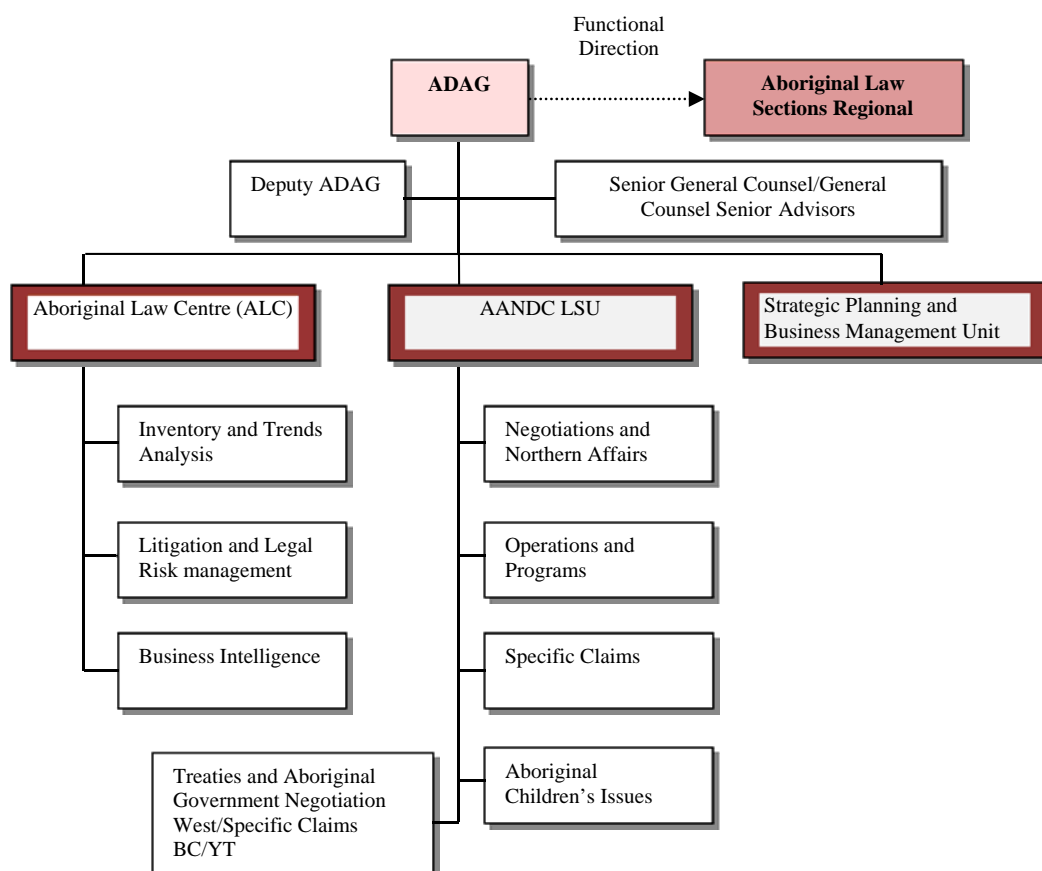 Functional
Direction
ADAG
Aboriginal Law
Sections Regional
Deputy ADAG
Senior General Counsel/General
Counsel Senior Advisors
Aboriginal Law Centre (ALC)
AANDC LSU
Strategic Planning and
Business Management Unit
Inventory and Trends
Analysis
Litigation and Legal
Risk management
Business Intelligence
Negotiations and
Northern Affairs
Operations and
Programs
Specific Claims
Aboriginal
Children’s Issues
Treaties and Aboriginal
Government Negotiation
West/Specific Claims
BC/YT